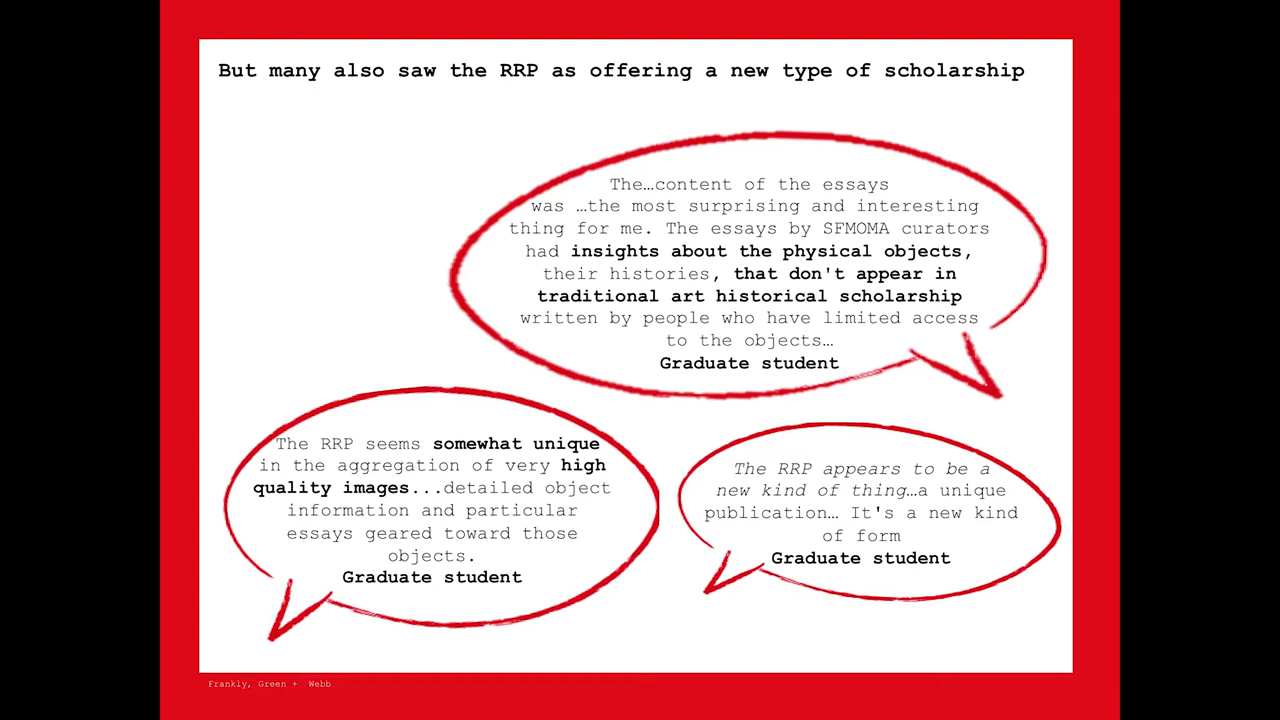 But many also saw the RRP as offering a new type of scholarship
The…content of the essays
was …the most surprising and interesting
thing for me. The essays by SFMOMA curators
had insights about the physical objects,
their histories, that don't appear in
traditional art historical scholarship
written by people who have limited access
to the objects…
Graduate student
The RRP seems somewhat unique
in the aggregation of very high
quality images...detailed object
information and particular
essays geared toward those
objects.
Graduate student
The RRP appears to be a
new kind of thing…a unique
publication… It's a new kind
of form
Graduate student
Frankly, Green + Webb